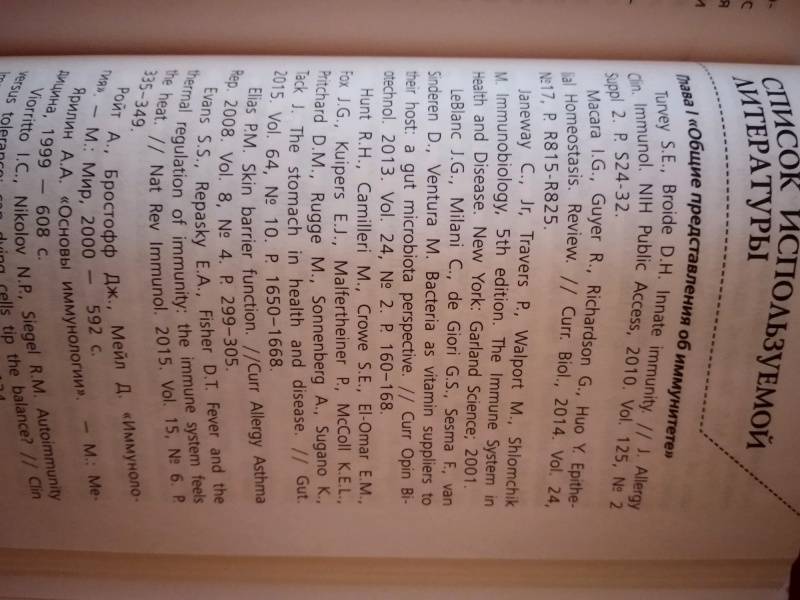 СПИСОК ИСПОЛЬЗУЕМОЙ
ЛИТЕРАТУРЫ
Глава I «Общие представления об иммунитете»
Turvey S.E., Broide D.H. Innate immunity. // J. Allergy
Clin. Immunol. NIH Public Access, 2010. Vol. 125, № 2
Suppl 2. P. S24-32.
Macara I.G., Guyer R., Richardson G., Huo Y. Epithe-
lial Homeostasis. Review. // Curr. Biol., 2014. Vol. 24,
№17, P. R815-R825.
Janeway C., Jr, Travers P., Walport M., Shlomchik
M. Immunobiology, 5th edition. The Immune System in
Health and Disease. New York: Garland Science; 2001.
LeBlanc J.G., Milani C., de Giori G.S., Sesma F., van
Sinderen D., Ventura M. Bacteria as vitamin suppliers to
their host: a gut microbiota perspective. // Curr Opin Bi-
otechnol. 2013. Vol. 24, № 2. P. 160–168.
Hunt R.H., Camilleri M., Crowe S.E., El-Omar E.M.,
Fox J.G., Kuipers E.J., Malfertheiner P., McColl K.E.L.,
Pritchard D.M., Rugge M., Sonnenberg A., Sugano K.,
Tack J. The stomach in health and disease. // Gut.
2015. Vol. 64, № 10. P. 1650–1668.
Elias P.M. Skin barrier function. //Curr Allergy Asthma
Rep. 2008. Vol. 8, № 4. P. 299–305.
Evans S.S., Repasky E.A., Fisher D.T. Fever and the
thermal regulation of immunity: the immune system feels
the heat. // Nat Rev Immunol. 2015. Vol. 15, № 6. P.
335–349.
Ройт А., Бростофф Дж., Мейл Д. «Иммуноло-
гия». — М.: Мир, 2000 — 592 с.
Ярилин А.А. «Основы иммунологии». — М.: Ме-
дицина, 1999 — 608 с.
Viorritto I.C., Nikolov N.P., Siegel R.M. Autoimmunity
versus tolerance: can dying cells tip the balance? // Clin